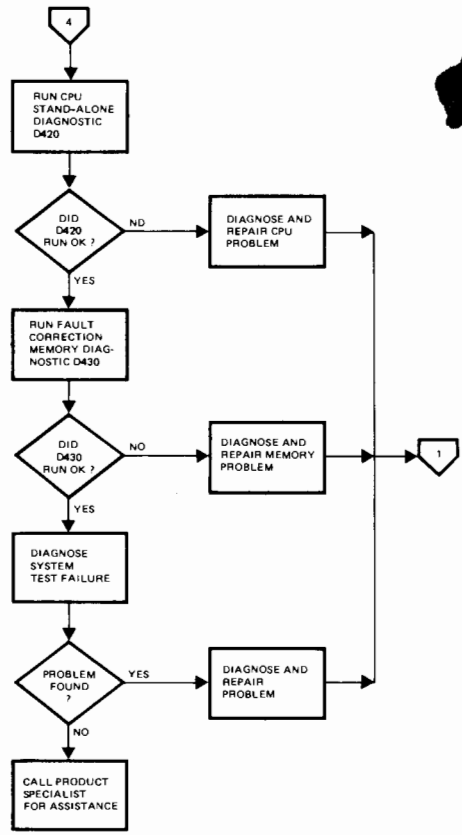 4
RUN CPU
STAND-ALONE
DIAGNOSTIC
D420
DID
D420
RUN OK ?
ND
DIAGNOSE AND
REPAIR CPU
PROBLEM
YES
RUN FAULT
CORRECTION
MEMORY DIAG-
NOSTIC D430
DID
D430
RUN OK ?
NO
DIAGNOSE AND
REPAIR MEMORY
PROBLEM
1
YES
DIAGNOSE
SYSTEM
TEST FAILURE
PROBLEM
FOUND
?
YES
DIAGNOSE AND
REPAIR
PROBLEM
NO
CALL PRODUCT
SPECIALIST
FOR ASSISTANCE